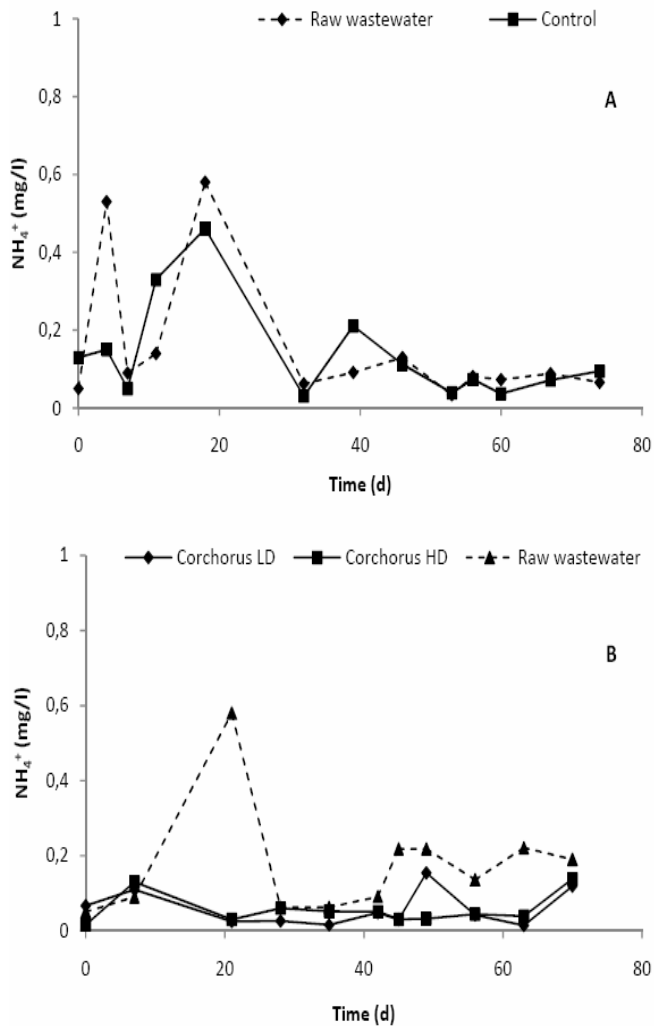 Raw wastewater Control
A
1
0,8
0,6
0,4
0,2
0
NH₄⁺ (mg/l)
0 20 40 60 80
Time (d)
Corchorus LD Corchorus HD Raw wastewater
B
1
0,8
0,6
0,4
0,2
0
NH₄⁺ (mg/l)
0 20 40 60 80
Time (d)